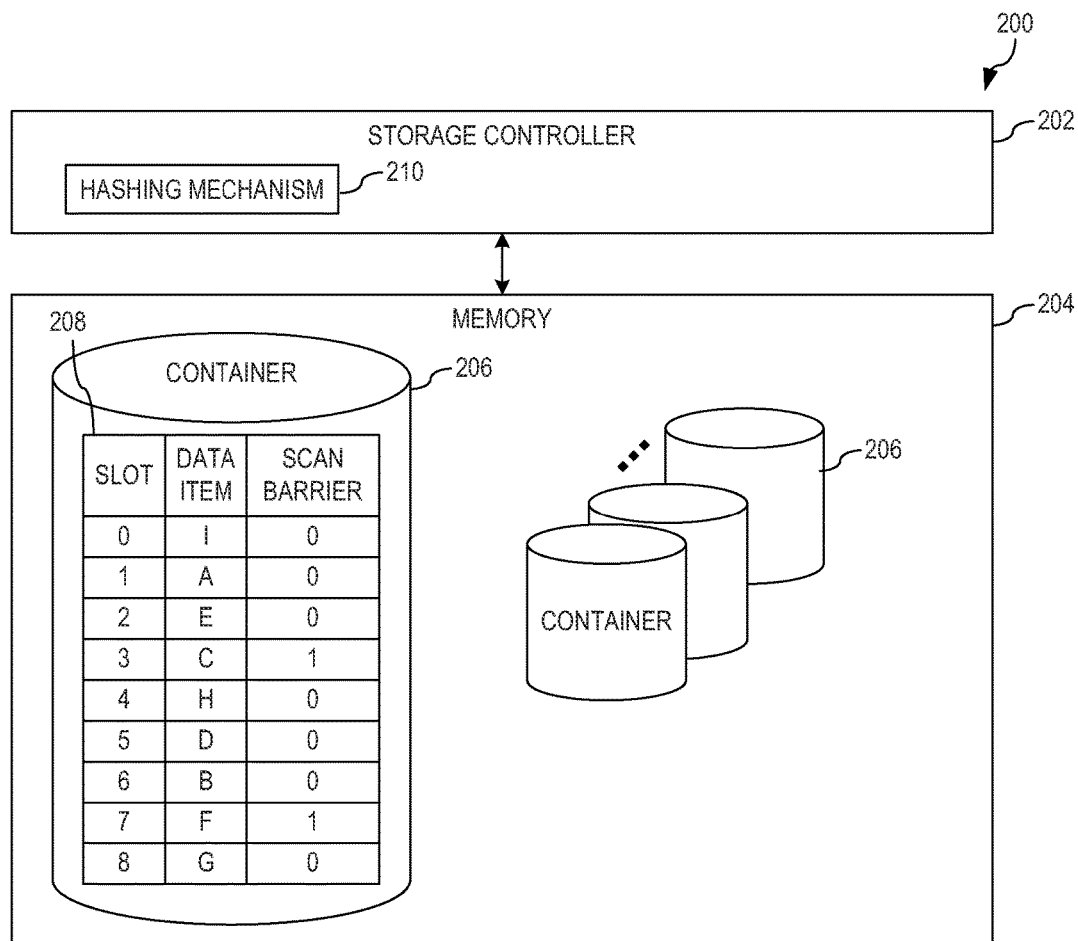 200
STORAGE CONTROLLER
202
HASHING MECHANISM
210
MEMORY
204
208
CONTAINER
206
SLOT DATA ITEM SCAN BARRIER
0 I 0
1 A 0
2 E 0
3 C 1
4 H 0
5 D 0
6 B 0
7 F 1
8 G 0
206
CONTAINER